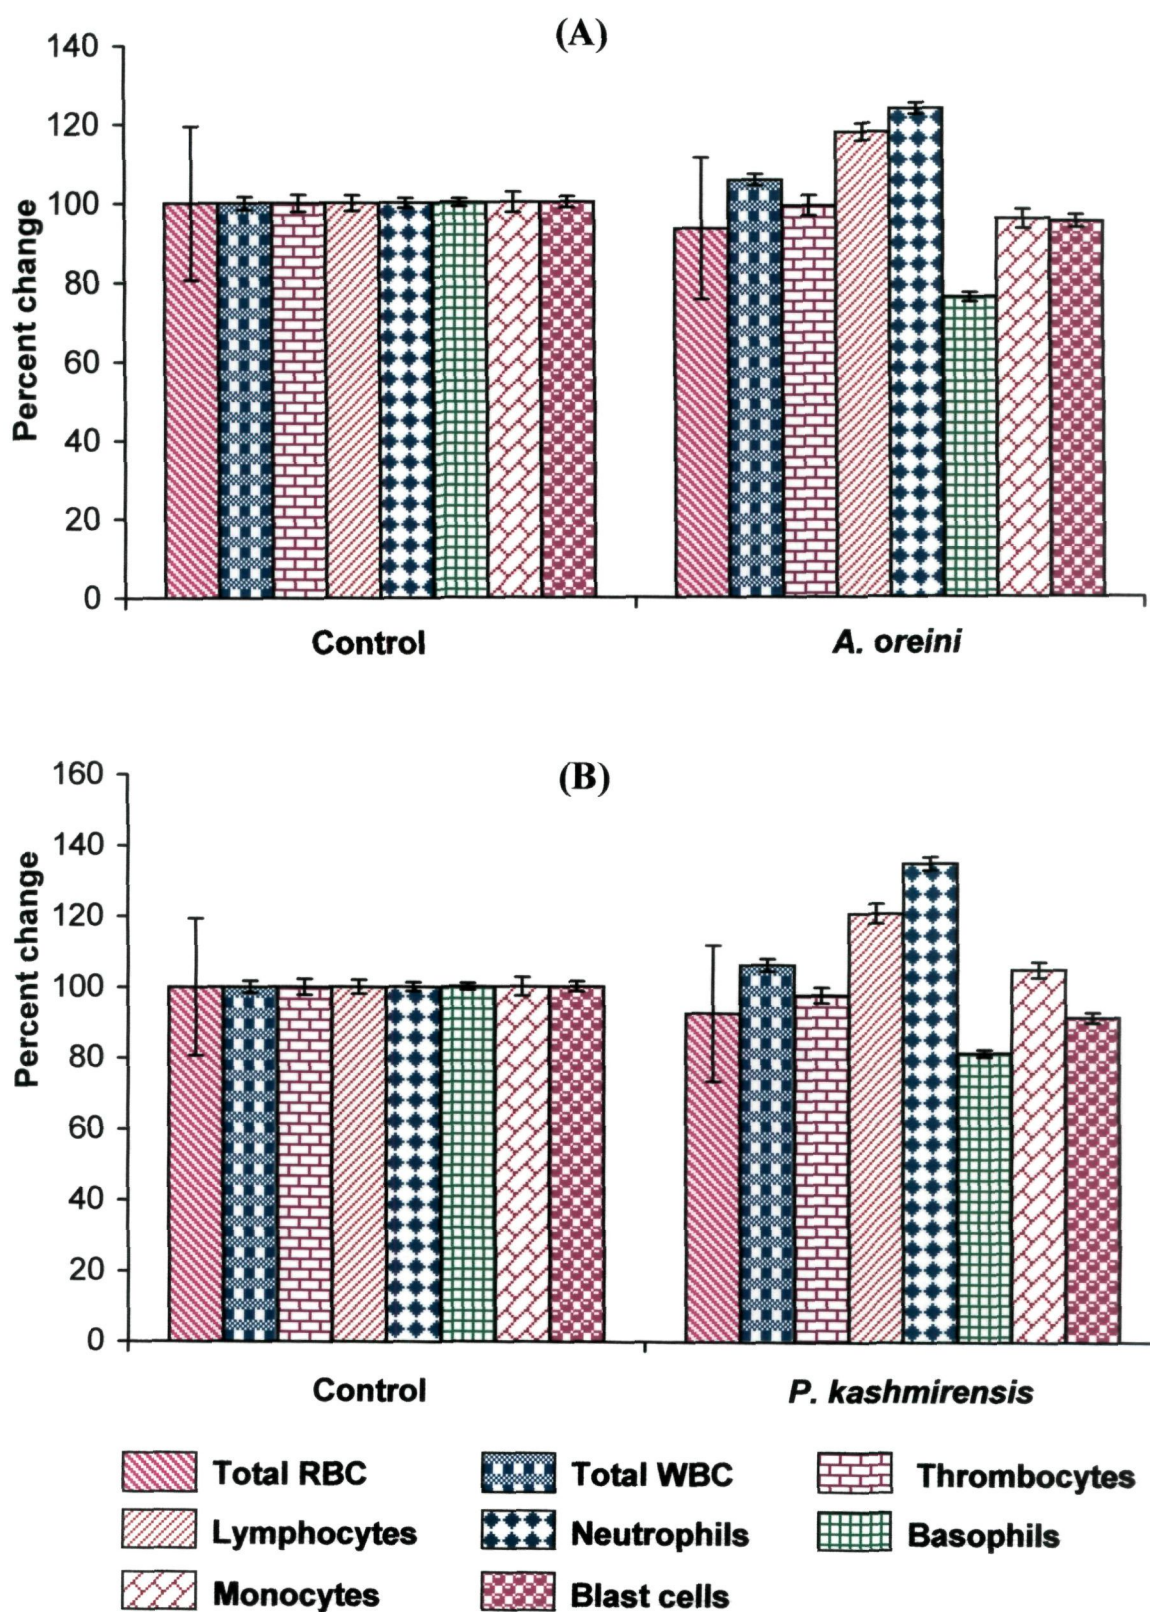 (A)
140
120
100
80
60
40
20
0
Percent change
Control
A. oreini
(B)
160
140
120
100
80
60
40
20
0
Percent change
Control
P. kashmirensis
Total RBC
Total WBC
Thrombocytes
Lymphocytes
Neutrophils
Basophils
Monocytes
Blast cells